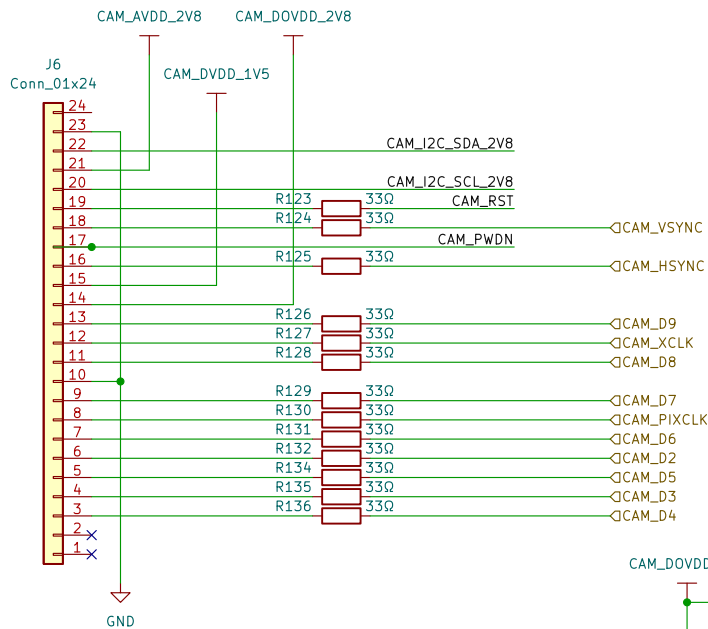 CAM_AVDD_2V8
CAM_DOVDD_2V8
J6
Conn_01x24
CAM_DVDD_1V5
24
23
22 CAM_I2C_SDA_2V8
21
20 CAM_I2C_SCL_2V8
19 R123 33Ω CAM_RST
18 R124 33Ω CAM_VSYNC
17 CAM_PWDN
16 R125 33Ω CAM_HSYNC
15
14
13 R126 33Ω CAM_D9
12 R127 33Ω CAM_XCLK
11 R128 33Ω CAM_D8
10
9 R129 33Ω CAM_D7
8 R130 33Ω CAM_PIXCLK
7 R131 33Ω CAM_D6
6 R132 33Ω CAM_D2
5 R134 33Ω CAM_D5
4 R135 33Ω CAM_D3
3 R136 33Ω CAM_D4
2
1
CAM_DOVDD
GND